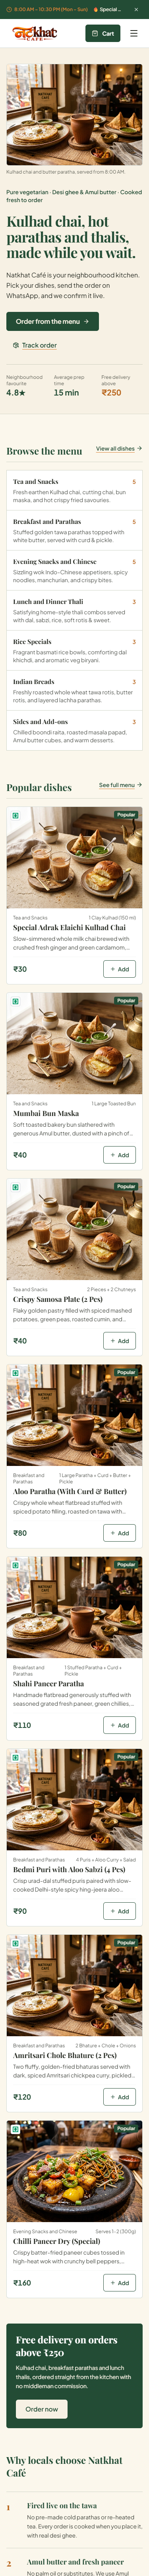 8:00 AM – 10:30 PM (Mon – Sun)
Special ...
Natkhat
CAFE
Cart
Kulhad chai and butter paratha, served from 8:00 AM.
Pure vegetarian · Desi ghee & Amul butter · Cooked
fresh to order
Kulhad chai, hot
parathas and thalis,
made while you wait.
Natkhat Café is your neighbourhood kitchen.
Pick your dishes, send the order on
WhatsApp, and we confirm it live.
Order from the menu →
Track order
Neighbourhood
favourite
4.8★
Average prep
time
15 min
Free delivery
above
₹250
Browse the menu
View all dishes →
Tea and Snacks
5
Fresh earthen Kulhad chai, cutting chai, bun
maska, and hot crispy fried savouries.
Breakfast and Parathas
5
Stuffed golden tawa parathas topped with
white butter, served with curd & pickle.
Evening Snacks and Chinese
5
Sizzling wok Indo-Chinese appetisers, spicy
noodles, manchurian, and crispy bites.
Lunch and Dinner Thali
3
Satisfying home-style thali combos served
with dal, sabzi, rice, soft rotis & sweet.
Rice Specials
3
Fragrant basmati rice bowls, comforting dal
khichdi, and aromatic veg biryani.
Indian Breads
3
Freshly roasted whole wheat tawa rotis, butter
rotis, and layered lachha parathas.
Sides and Add-ons
3
Chilled boondi raita, roasted masala papad,
Amul butter cubes, and warm desserts.
Popular dishes
See full menu →
Popular
Tea and Snacks
1 Clay Kulhad (150 ml)
Special Adrak Elaichi Kulhad Chai
Slow-simmered whole milk chai brewed with
crushed fresh ginger and green cardamom, ...
₹30
+ Add
Popular
Tea and Snacks
1 Large Toasted Bun
Mumbai Bun Maska
Soft toasted bakery bun slathered with
generous Amul butter, dusted with a pinch of...
₹40
+ Add
Popular
Tea and Snacks
2 Pieces + 2 Chutneys
Crispy Samosa Plate (2 Pes)
Flaky golden pastry filled with spiced mashed
potatoes, green peas, roasted cumin, and...
₹40
+ Add
NATKHAT
CAFE
Popular
Breakfast and
Parathas
1 Large Paratha + Curd + Butter +
Pickle
Aloo Paratha (With Curd & Butter)
Crispy whole wheat flatbread stuffed with
spiced potato filling, roasted with...
₹80
+ Add
NATKHAT
CAFE
Popular
Breakfast and
Parathas
1 Stuffed Paratha + Curd +
Pickle
Shahi Paneer Paratha
Handmade flatbread generously stuffed with
seasoned grated fresh paneer, green chillies, ...
₹110
+ Add
NATKHAT
CAFE
Popular
Breakfast and Parathas
4 Puris + Aloo Curry + Salad
Bedmi Puri with Aloo Sabzi (4 Pes)
Crisp urad-dal stuffed puris paired with slow-
cooked Delhi-style spicy hing-jeera aloo...
₹90
+ Add
NATKHAT
CAFE
Popular
Breakfast and Parathas
2 Bhature + Chole + Onions
Amritsari Chole Bhature (2 Pes)
Two fluffy, golden-fried bhaturas served with
dark, spiced Amritsari chickpea curry, pickled...
₹120
+ Add
Popular
Evening Snacks and Chinese
Serves 1-2 (300g)
Chilli Paneer Dry (Special)
Crispy batter-fried paneer cubes tossed in
high-heat wok with crunchy bell peppers, ...
₹160
+ Add
Free delivery on orders
above ₹250
Kulhad chai, breakfast parathas and lunch
thalis, ordered straight from the kitchen with
no middleman commission.
Order now
Why locals choose Natkhat
Café
1
Fired live on the tawa
No pre-made cold parathas or re-heated
tea. Every order is cooked when you place it,
with real desi ghee.
2
Amul butter and fresh paneer
No palm oil or substitutes. We use Amul